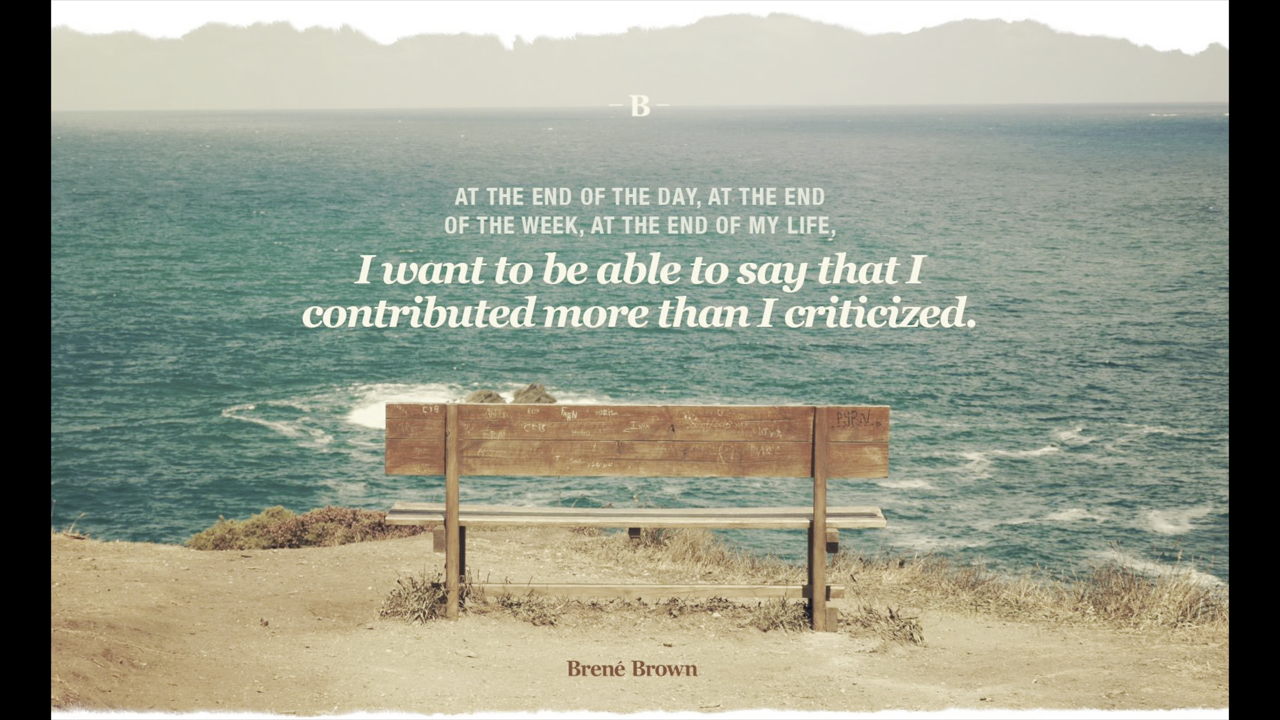 B
AT THE END OF THE DAY, AT THE END
OF THE WEEK, AT THE END OF MY LIFE,
I want to be able to say that I
contributed more than I criticized.
Brené Brown